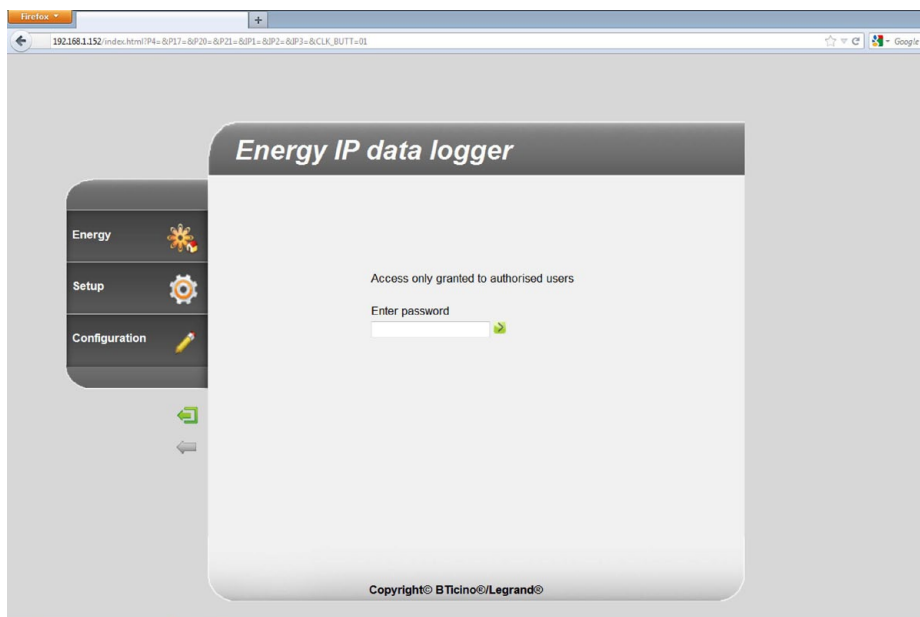 Firefox
192.168.1.152/index.html?P4=&P17=&IP20=&P21=&IP1=&IP2=&IP3=&CLK_BUTT=01
Google
Energy IP data logger
Energy
Setup
Configuration
Access only granted to authorised users
Enter password
Copyright© BTicino®/Legrand®